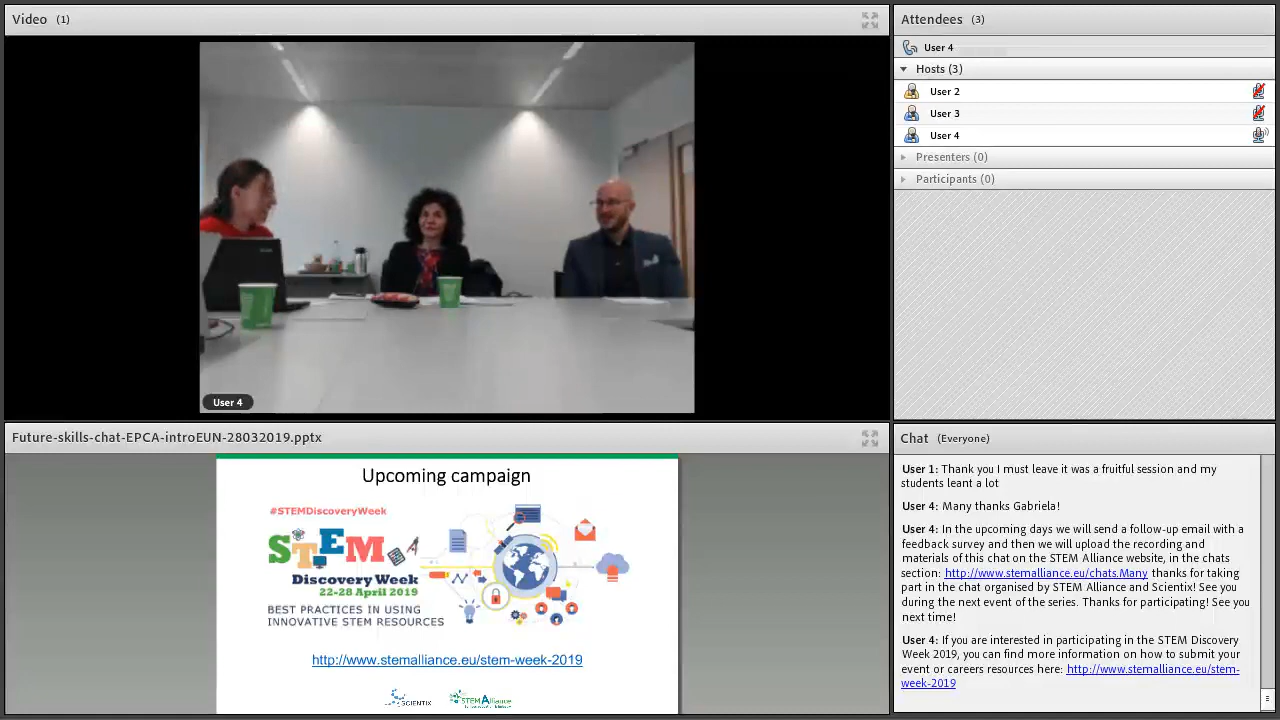 Video (1)
User 4
Future-skills-chat-EPCA-introEUN-28032019.pptx
Upcoming campaign
#STEMDiscoveryWeek
STEM
Discovery Week
22-28 April 2019
BEST PRACTICES IN USING
INNOVATIVE STEM RESOURCES
http://www.stemalliance.eu/stem-week-2019
SCIENTIX
STEM Alliance
Attendees (3)
User 4
Hosts (3)
User 2
User 3
User 4
Presenters (0)
Participants (0)
Chat (Everyone)
User 1: Thank you I must leave it was a fruitful session and my
students leant a lot
User 4: Many thanks Gabriela!
User 4: In the upcoming days we will send a follow-up email with a
feedback survey and then we will upload the recording and
materials of this chat on the STEM Alliance website, in the chats
section: http://www.stemalliance.eu/chats.Many thanks for taking
part in the chat organised by STEM Alliance and Scientix! See you
during the next event of the series. Thanks for participating! See you
next time!
User 4: If you are interested in participating in the STEM Discovery
Week 2019, you can find more information on how to submit your
event or careers resources here: http://www.stemalliance.eu/stem-
week-2019